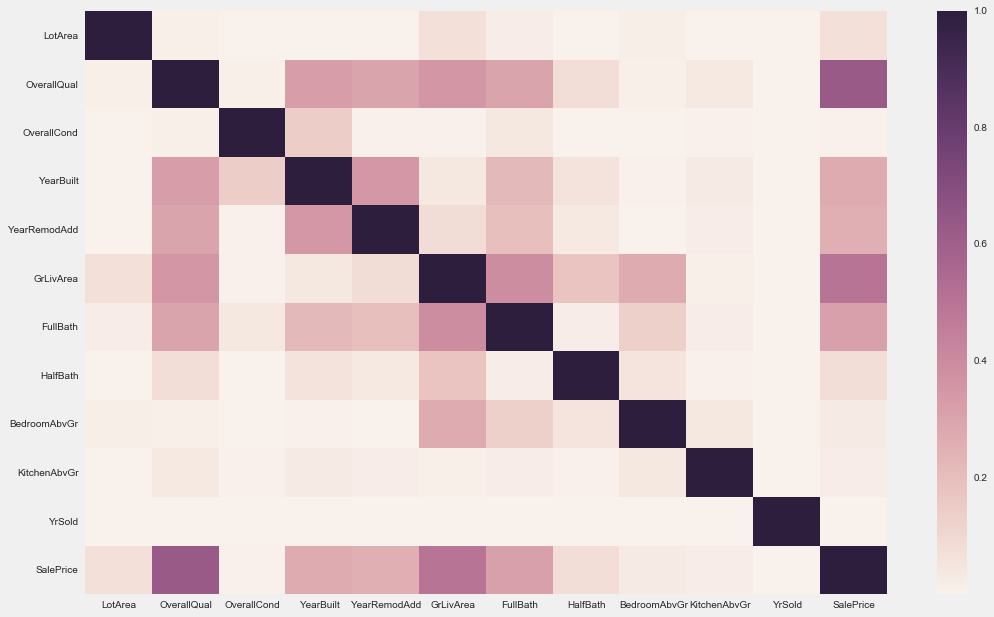 LotArea
OverallQual
OverallCond
YearBuilt
YearRemodAdd
GrLivArea
FullBath
HalfBath
BedroomAbvGr
KitchenAbvGr
YrSold
SalePrice
LotArea OverallQual OverallCond YearBuilt YearRemodAdd GrLivArea FullBath HalfBath BedroomAbvGr KitchenAbvGr YrSold SalePrice
1.0
0.8
0.6
0.4
0.2